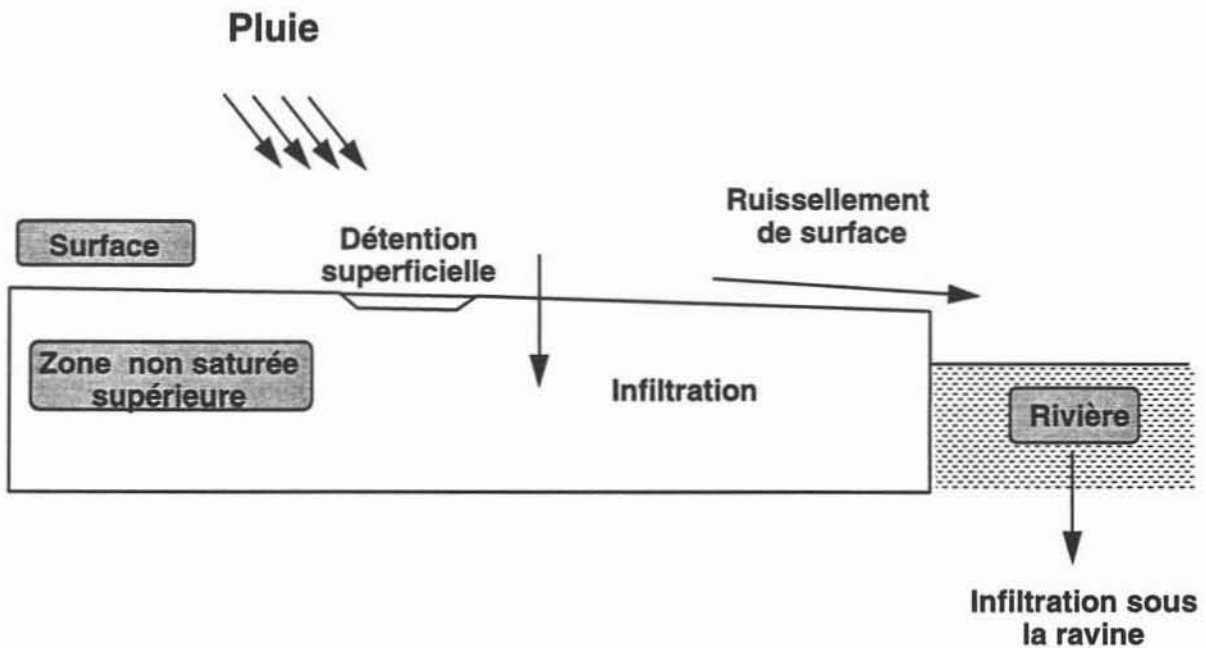 Pluie
Ruissellement
de surface
Surface
Détention
superficielle
Zone non saturée
supérieure
Infiltration
Rivière
Infiltration sous
la ravine